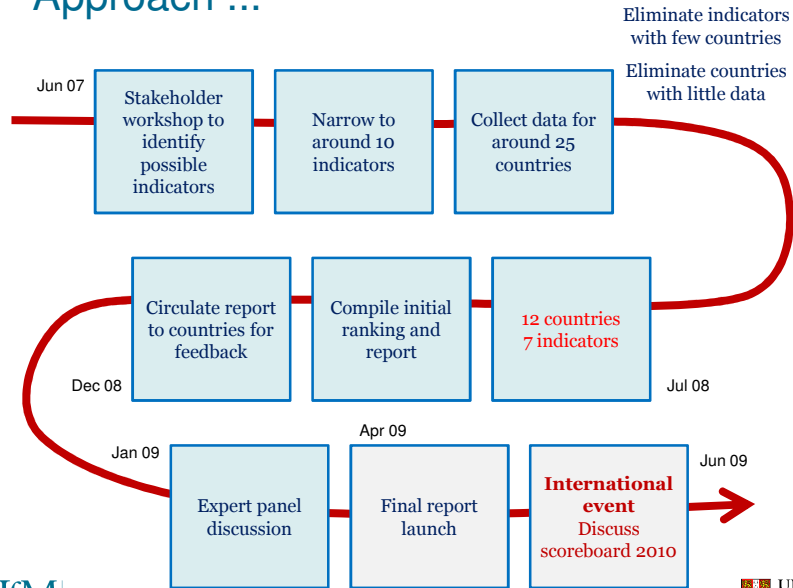 Approach ...
Eliminate indicators
with few countries
Eliminate countries
with little data
Jun 07
Stakeholder
workshop to
identify
possible
indicators
Narrow to
around 10
indicators
Collect data for
around 25
countries
Circulate report
to countries for
feedback
Compile initial
ranking and
report
12 countries
7 indicators
Dec 08
Jul 08
Jan 09
Apr 09
Jun 09
Expert panel
discussion
Final report
launch
International
event
Discuss
scoreboard 2010